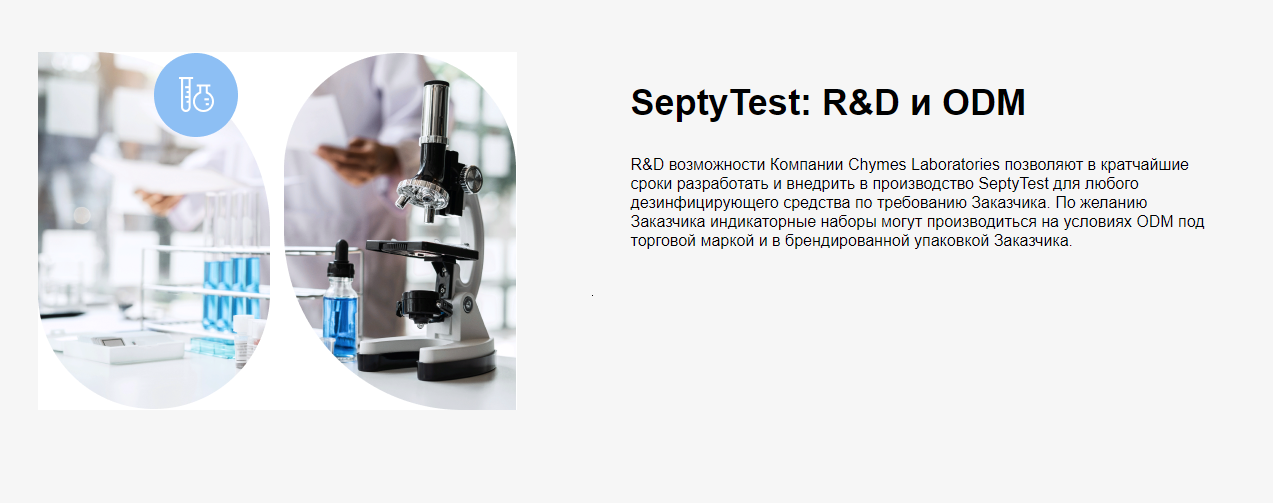 SeptyTest: R&D и ODM
R&D возможности Компании Chymes Laboratories позволяют в кратчайшие
сроки разработать и внедрить в производство SeptyTest для любого
дезинфицирующего средства по требованию Заказчика. По желанию
Заказчика индикаторные наборы могут производиться на условиях ODM под
торговой маркой и в брендированной упаковкой Заказчика.
.